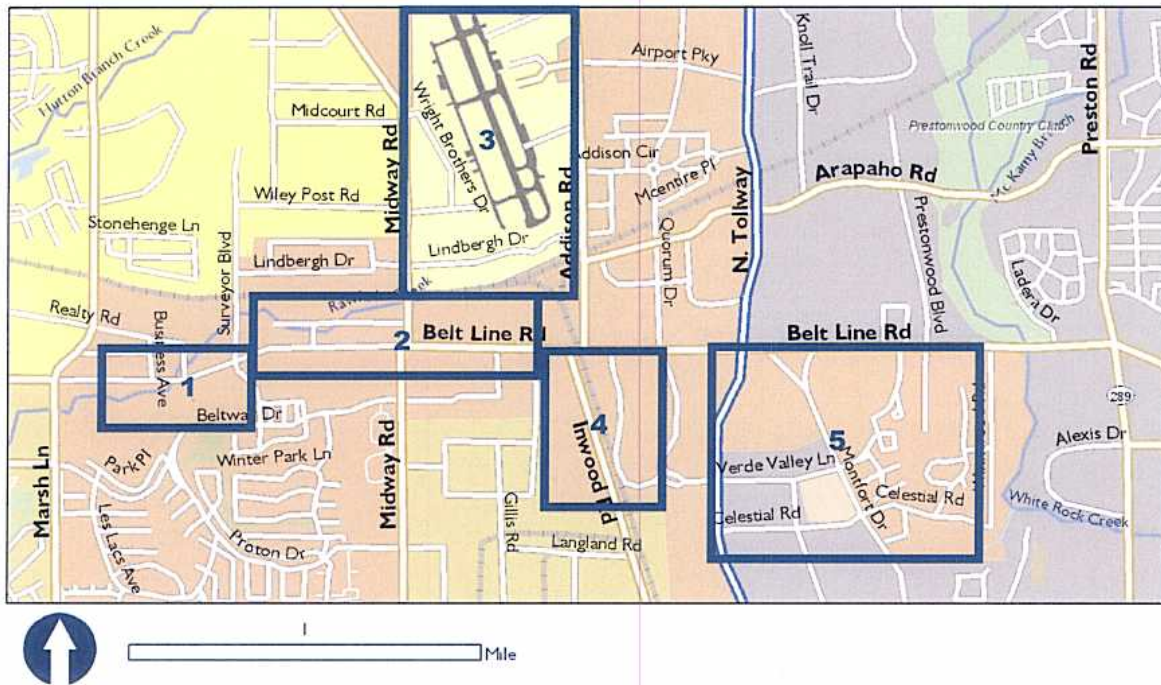 Hutton Branch Creek
Midcourt Rd
Wright Brothers Dr
Midway Rd
3
Airport Pky
Knoll Trail Dr
Preston Rd
Prestonwood Country Club
Mc Kamy Branch
Addison Cir
Mcentire Pl
Arapaho Rd
Wiley Post Rd
Stonehenge Ln
Surveyor Blvd
Lindbergh Dr
Lindbergh Dr
Addison Rd
Quorum Dr
N. Tollway
Prestonwood Blvd
Ladera Dr
Realty Rd
Business Ave
Belt Line Rd
2
Belt Line Rd
1
Beltway Dr
Marsh Ln
Park Pl
Winter Park Ln
Les Lacs Ave
Proton Dr
Midway Rd
Gillis Rd
4
Inwood Rd
Langland Rd
5
Verde Valley Ln
Montfort Dr
Celestial Rd
Celestial Rd
289
Alexis Dr
White Rock Creek
1
Mile